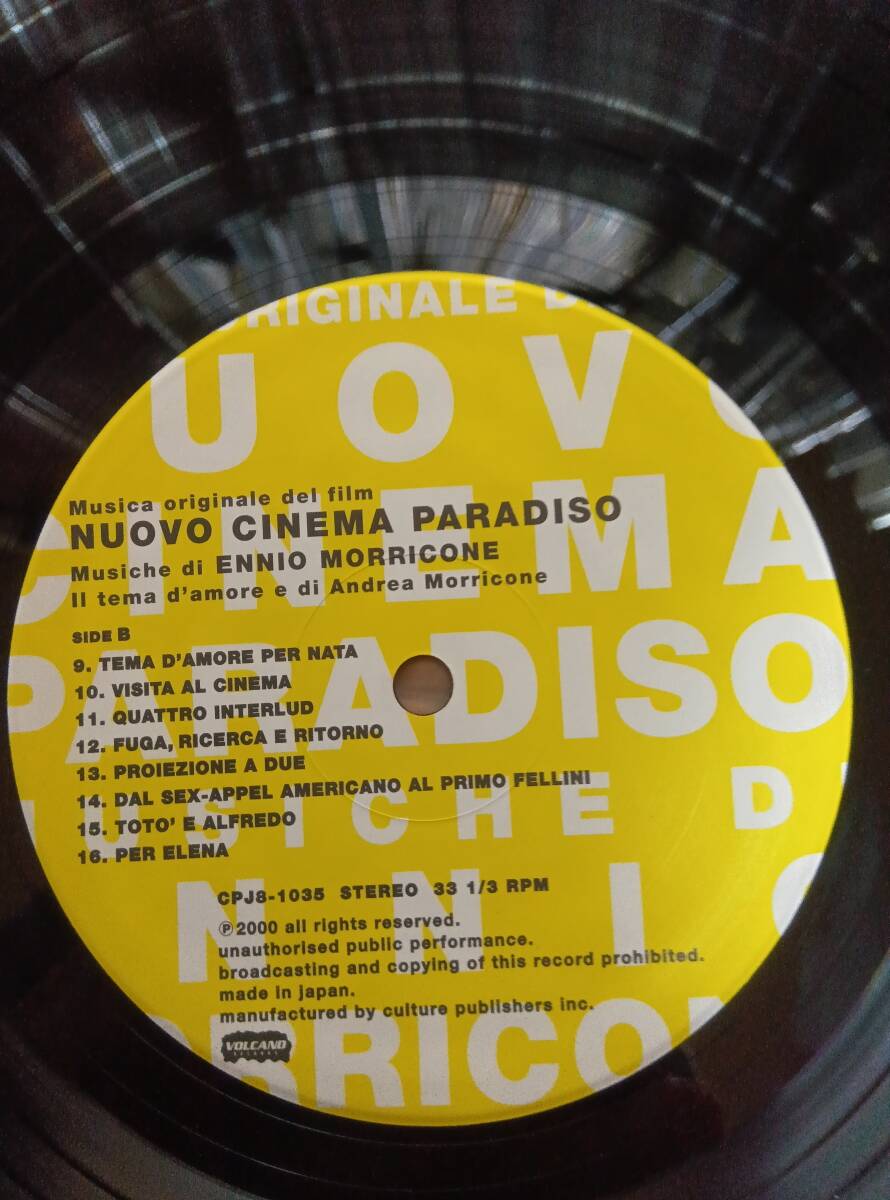 ORIGINALE D
UOVO
CINEMA
PARADISO
MUSICHE D
NNIO
ORRICON
Musica originale del film
NUOVO CINEMA PARADISO
Musiche di ENNIO MORRICONE
Il tema d'amore e di Andrea Morricone
SIDE B
9. TEMA D'AMORE PER NATA
10. VISITA AL CINEMA
11. QUATTRO INTERLUD
12. FUGA, RICERCA E RITORNO
13. PROIEZIONE A DUE
14. DAL SEX-APPEL AMERICANO AL PRIMO FELLINI
15. TOTO' E ALFREDO
16. PER ELENA
CPJ8-1035 STEREO 33 1/3 RPM
℗2000 all rights reserved.
unauthorised public performance.
broadcasting and copying of this record prohibited.
made in japan.
manufactured by culture publishers inc.
VOLCANO
RECORDS